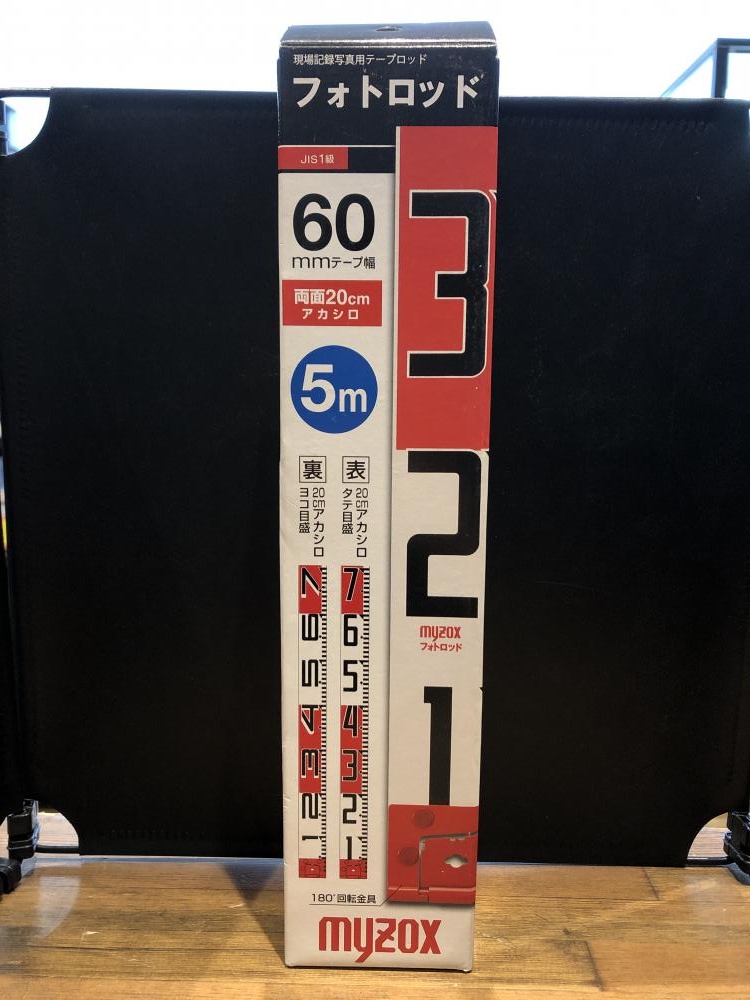 現場記録写真用テープロッド
フォトロッド
JIS1級
60
mmテープ幅
両面20cm
アカシロ
5m
裏
20cmアカシロ
ヨコ目盛
表
20cmアカシロ
タテ目盛
7
6
5
4
3
2
1
7
6
5
4
3
2
1
3
2
myzox
フォトロッド
1
180°回転金具
myzox